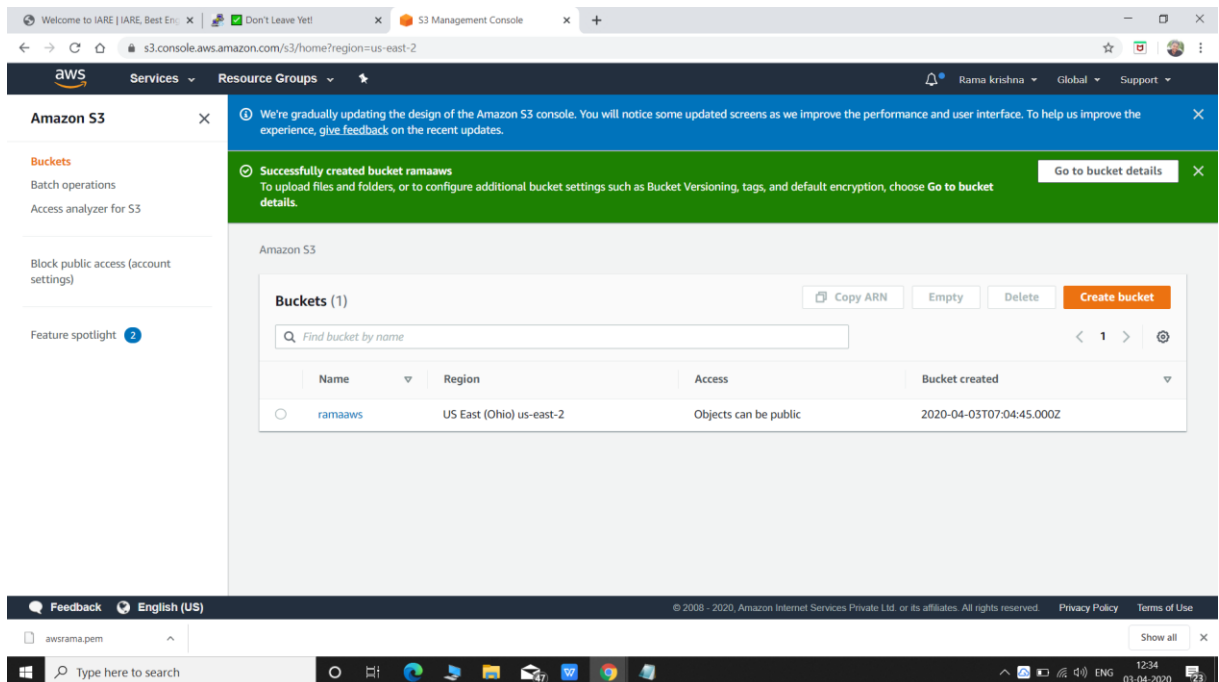 Welcome to IARE | IARE, Best Eng
Don't Leave Yet!
S3 Management Console
s3.console.aws.amazon.com/s3/home?region=us-east-2
aws
Services
Resource Groups
Rama krishna
Global
Support
Amazon S3
We're gradually updating the design of the Amazon S3 console. You will notice some updated screens as we improve the performance and user interface. To help us improve the
experience, give feedback on the recent updates.
Buckets
Batch operations
Access analyzer for S3
Block public access (account
settings)
Feature spotlight 2
Successfully created bucket ramaaws
To upload files and folders, or to configure additional bucket settings such as Bucket Versioning, tags, and default encryption, choose Go to bucket
details.
Go to bucket details
Amazon S3
Buckets (1)
Copy ARN
Empty
Delete
Create bucket
Find bucket by name
1
Name Region Access Bucket created
ramaaws US East (Ohio) us-east-2 Objects can be public 2020-04-03T07:04:45.000Z
Feedback English (US)
© 2008 - 2020, Amazon Internet Services Private Ltd. or its affiliates. All rights reserved. Privacy Policy Terms of Use
awsrama.pem
Show all
Type here to search
47
W
ENG
12:34
03-04-2020
23